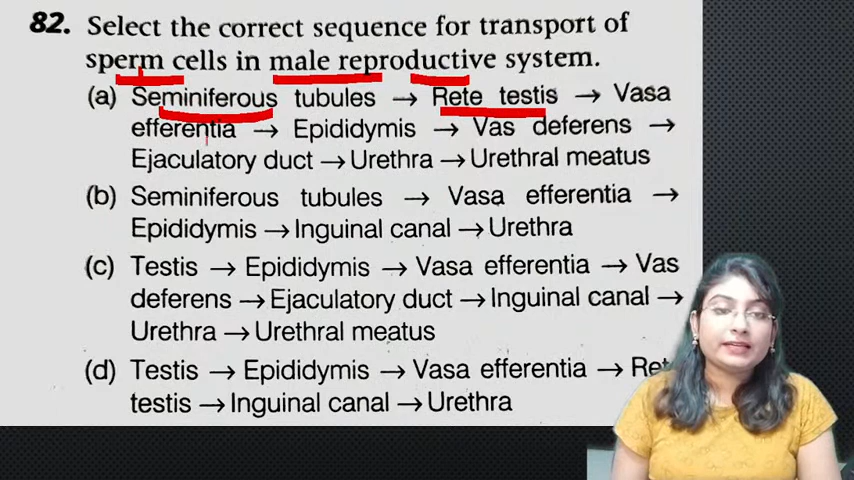 82. Select the correct sequence for transport of
sperm cells in male reproductive system.
(a) Seminiferous tubules → Rete testis → Vasa
efferentia → Epididymis → Vas deferens →
Ejaculatory duct → Urethra → Urethral meatus
(b) Seminiferous tubules → Vasa efferentia →
Epididymis → Inguinal canal → Urethra
(c) Testis → Epididymis → Vasa efferentia → Vas
deferens → Ejaculatory duct → Inguinal canal →
Urethra → Urethral meatus
(d) Testis → Epididymis → Vasa efferentia →
testis → Inguinal canal → Urethra